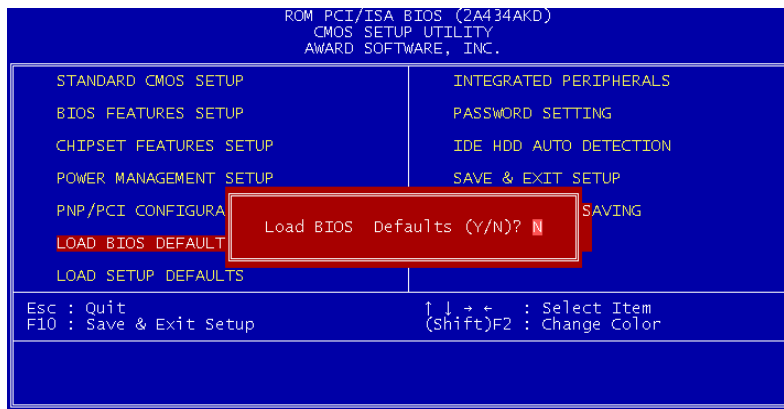 ROM PCI/ISA BIOS (2A434AKD)
CMOS SETUP UTILITY
AWARD SOFTWARE, INC.
STANDARD CMOS SETUP
BIOS FEATURES SETUP
CHIPSET FEATURES SETUP
POWER MANAGEMENT SETUP
PNP/PCI CONFIGURA
LOAD BIOS DEFAULT
LOAD SETUP DEFAULTS
INTEGRATED PERIPHERALS
PASSWORD SETTING
IDE HDD AUTO DETECTION
SAVE & EXIT SETUP
SAVING
Load BIOS Defaults (Y/N)? N
Esc : Quit
F10 : Save & Exit Setup
↑ ↓ → ← : Select Item
(Shift)F2 : Change Color